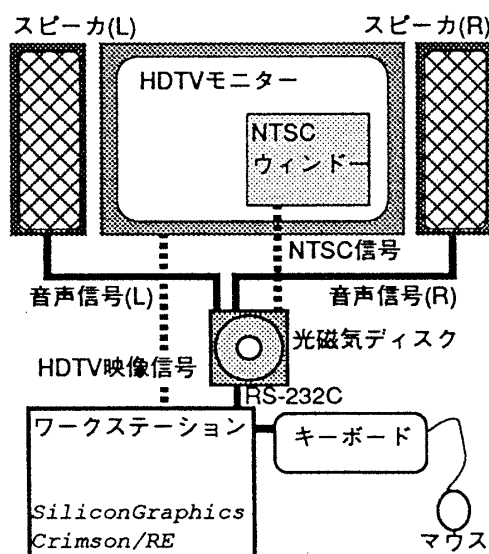 スピーカ(L)
スピーカ(R)
HDTVモニター
NTSC
ウィンドー
NTSC信号
音声信号(L)
音声信号(R)
光磁気ディスク
HDTV映像信号
RS-232C
ワークステーション
キーボード
SiliconGraphics
Crimson/RE
マウス